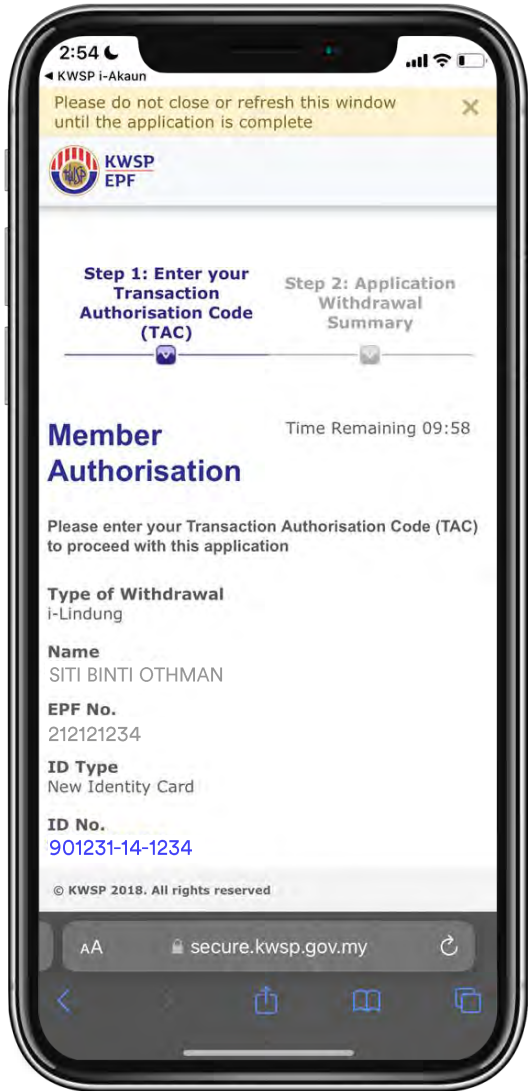 2:54
KWSP i-Akaun
Please do not close or refresh this window
until the application is complete
KWSP
EPF
Step 1: Enter your
Transaction
Authorisation Code
(TAC)
Step 2: Application
Withdrawal
Summary
Member
Authorisation
Time Remaining 09:58
Please enter your Transaction Authorisation Code (TAC)
to proceed with this application
Type of Withdrawal
i-Lindung
Name
SITI BINTI OTHMAN
EPF No.
212121234
ID Type
New Identity Card
ID No.
901231-14-1234
© KWSP 2018. All rights reserved
AA secure.kwsp.gov.my